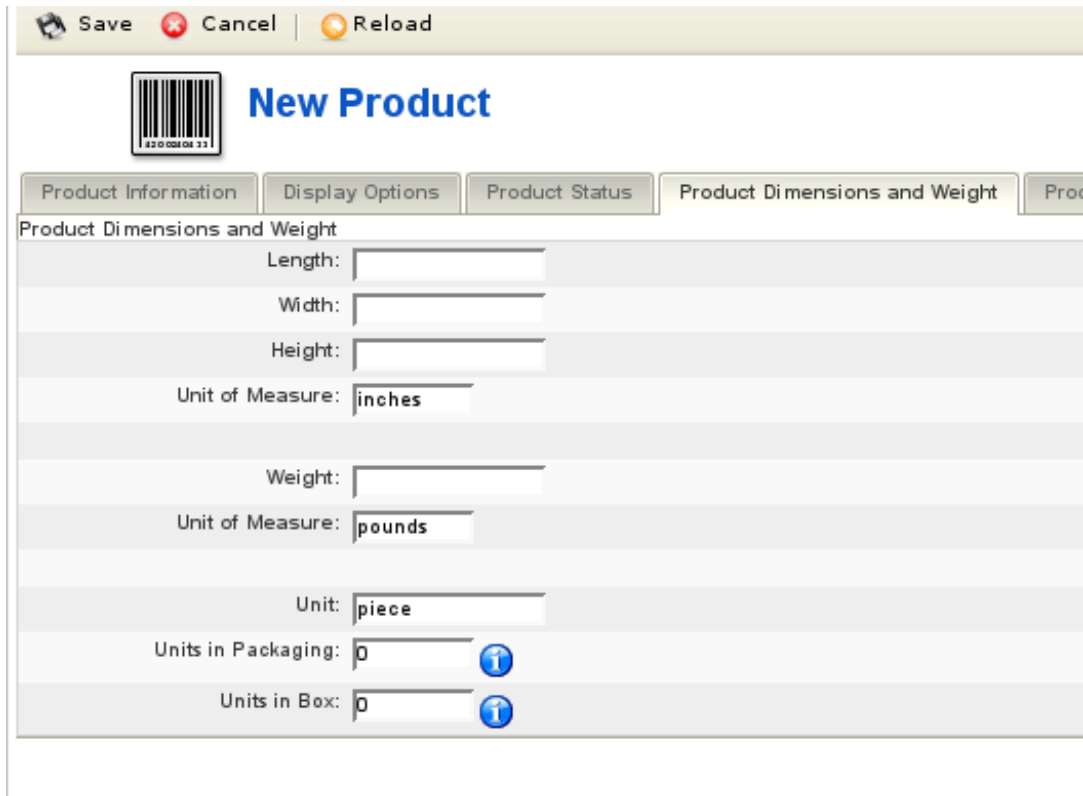 Save Cancel Reload
New Product
Product Information Display Options Product Status Product Dimensions and Weight
Product Dimensions and Weight
Length:
Width:
Height:
Unit of Measure: inches
Weight:
Unit of Measure: pounds
Unit: piece
Units in Packaging: 0
Units in Box: 0